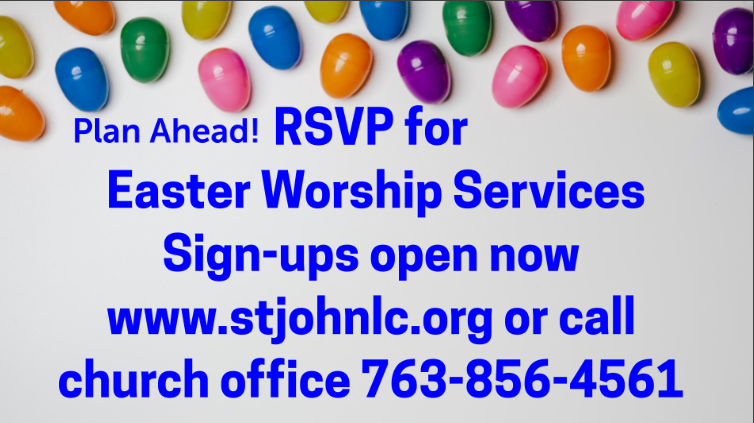 Plan Ahead! RSVP for
Easter Worship Services
Sign-ups open now
www.stjohnlc.org or call
church office 763-856-4561